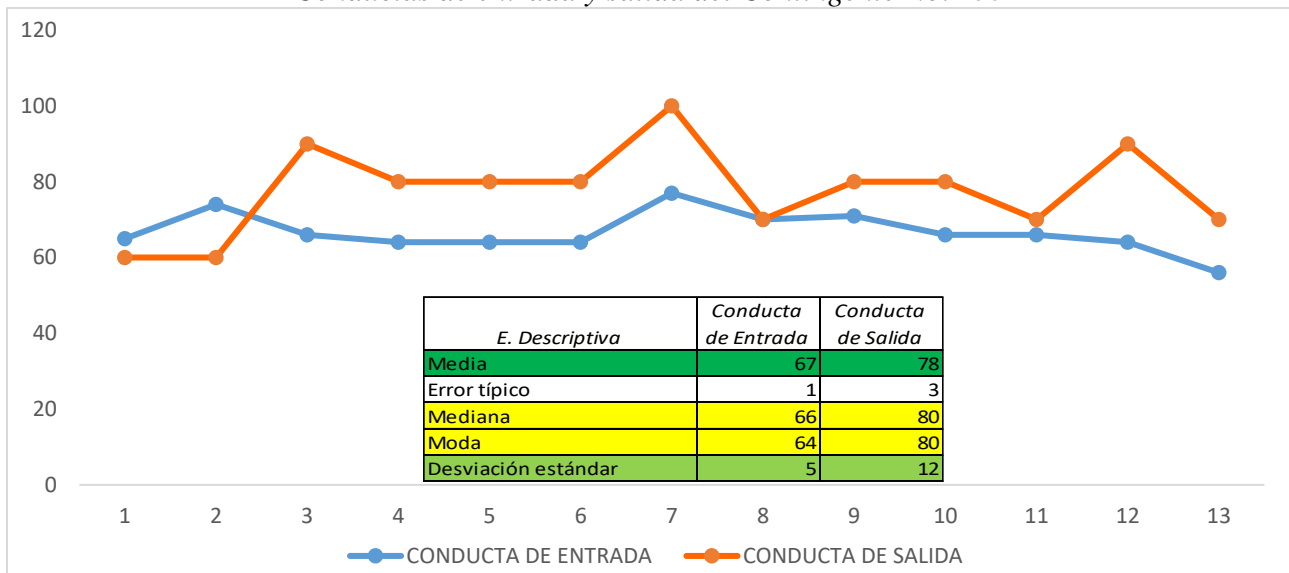 120
100
80
60
40
20
0
E. Descriptiva Conducta de Entrada Conducta de Salida
Media 67 78
Error típico 1 3
Mediana 66 80
Moda 64 80
Desviación estándar 5 12
1 2 3 4 5 6 7 8 9 10 11 12 13
CONDUCTA DE ENTRADA CONDUCTA DE SALIDA